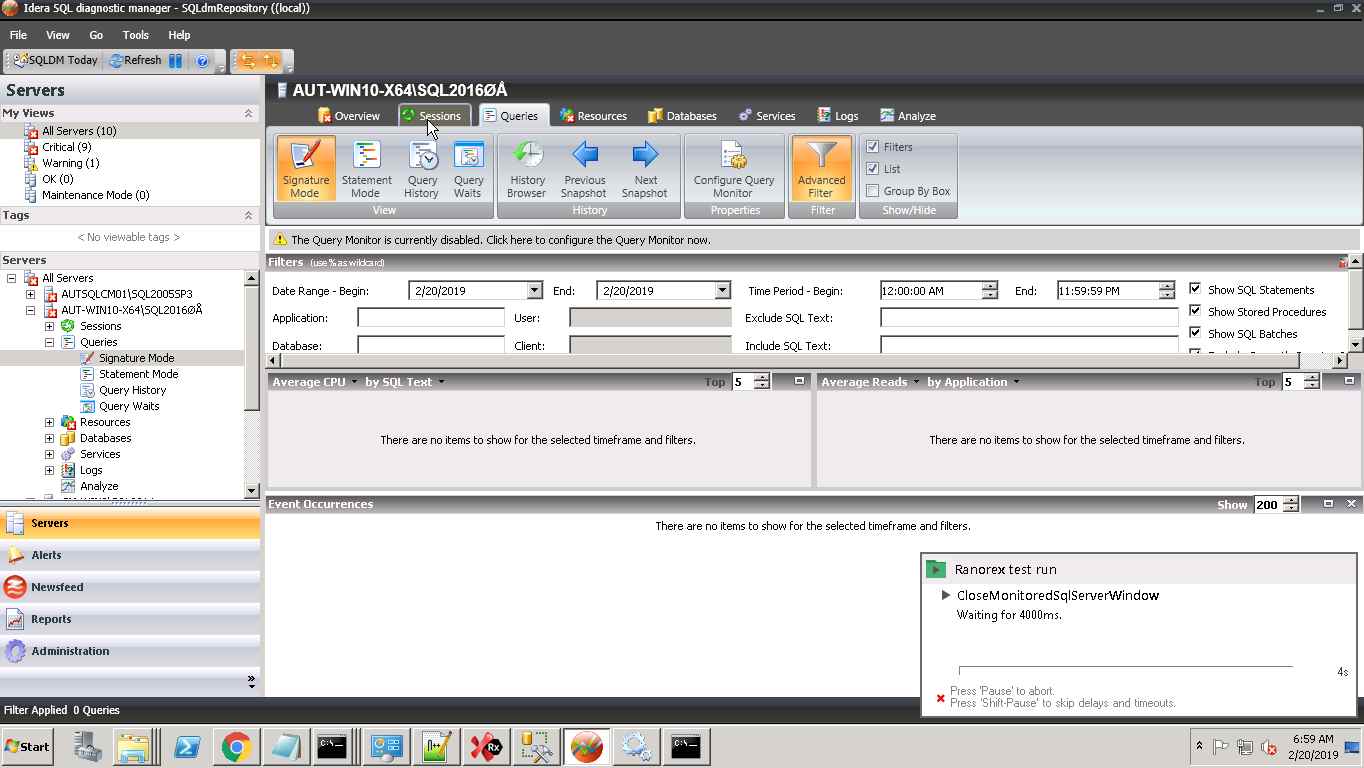 Idera SQL diagnostic manager - SQLdmRepository ((local))
File View Go Tools Help
SQLDM Today Refresh
Servers
My Views
All Servers (10)
Critical (9)
Warning (1)
OK (0)
Maintenance Mode (0)
Tags
< No viewable tags >
Servers
All Servers
AUTSQLCM01\SQL2005SP3
AUT-WIN10-X64\SQL2016ØÅ
Sessions
Queries
Signature Mode
Statement Mode
Query History
Query Waits
Resources
Databases
Services
Logs
Analyze
Servers
Alerts
Newsfeed
Reports
Administration
AUT-WIN10-X64\SQL2016ØÅ
Overview Sessions Queries Resources Databases Services Logs Analyze
Signature Mode
Statement Mode
Query History
Query Waits
View
History Browser
Previous Snapshot
Next Snapshot
History
Configure Query Monitor
Properties
Advanced Filter
Filter
Filters
List
Group By Box
Show/Hide
The Query Monitor is currently disabled. Click here to configure the Query Monitor now.
Filters (use % as wildcard)
Date Range - Begin: 2/20/2019 End: 2/20/2019 Time Period - Begin: 12:00:00 AM End: 11:59:59 PM Show SQL Statements
Application: User: Exclude SQL Text: Show Stored Procedures
Show SQL Batches
Database: Client: Include SQL Text:
Average CPU by SQL Text Top 5
There are no items to show for the selected timeframe and filters.
Average Reads by Application Top 5
There are no items to show for the selected timeframe and filters.
Event Occurrences Show 200
There are no items to show for the selected timeframe and filters.
Ranorex test run
CloseMonitoredSqlServerWindow
Waiting for 4000ms.
4s
Press 'Pause' to abort.
Press 'Shift-Pause' to skip delays and timeouts.
Filter Applied 0 Queries
Start
6:59 AM
2/20/2019